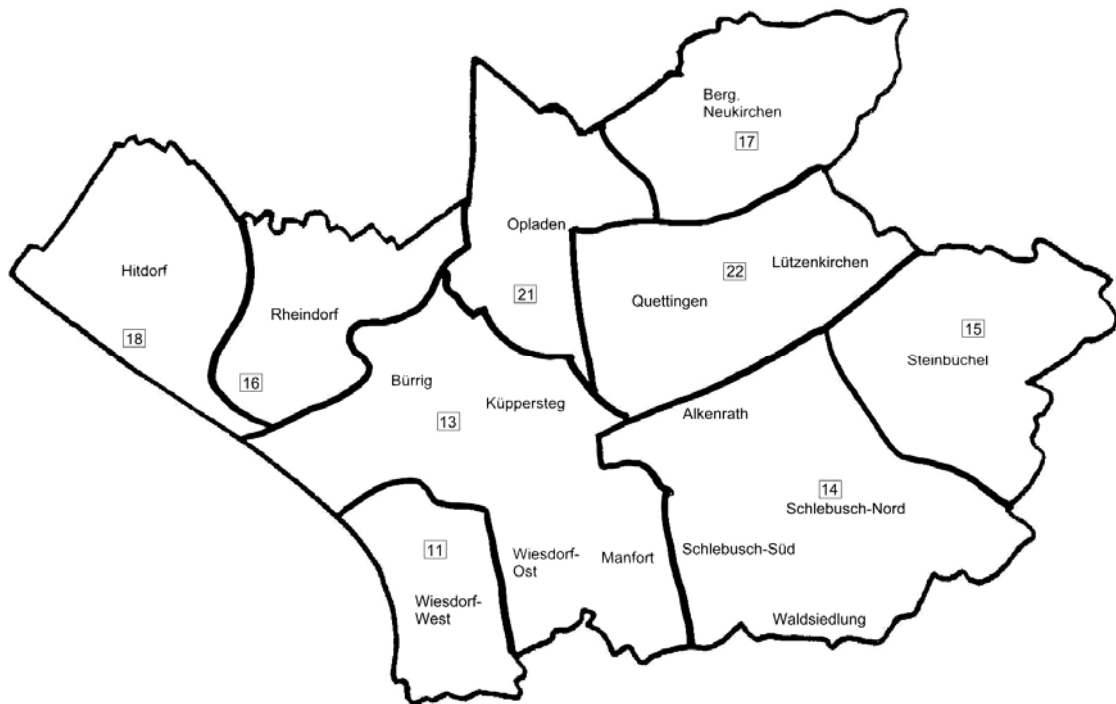 Berg.
Neukirchen
17
Opladen
Hitdorf
22
Lützenkirchen
Quettingen
21
Rheindorf
18
15
Steinbüchel
16
Bürrig
Küppersteg
13
Alkenrath
14
Schlebusch-Nord
11
Wiesdorf-
Ost
Manfort
Schlebusch-Süd
Wiesdorf-
West
Waldsiedlung